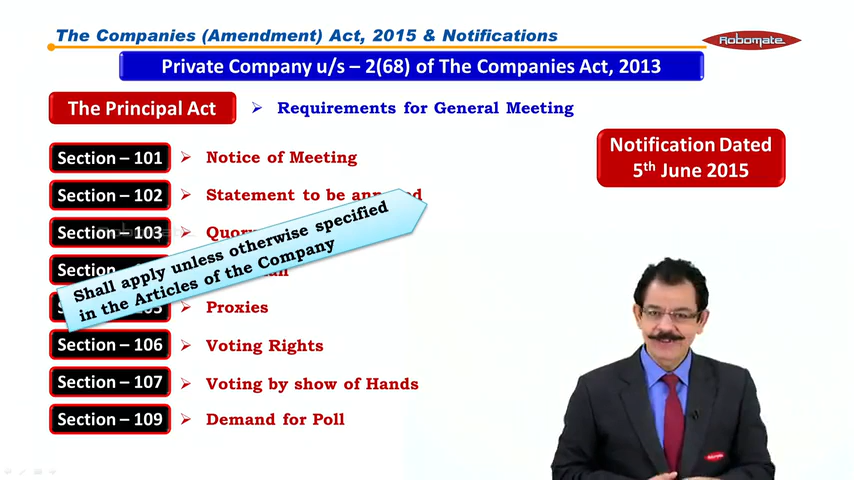 The Companies (Amendment) Act, 2015 & Notifications
Robomate
Private Company u/s – 2(68) of The Companies Act, 2013
The Principal Act
➢ Requirements for General Meeting
Notification Dated
5th June 2015
Section – 101 ➢ Notice of Meeting
Section – 102 ➢ Statement to be
Section – 103 ➢
Section
Shall apply unless otherwise specified
in the Articles of the Company
➢ Proxies
Section – 106 ➢ Voting Rights
Section – 107 ➢ Voting by show of Hands
Section – 109 ➢ Demand for Poll